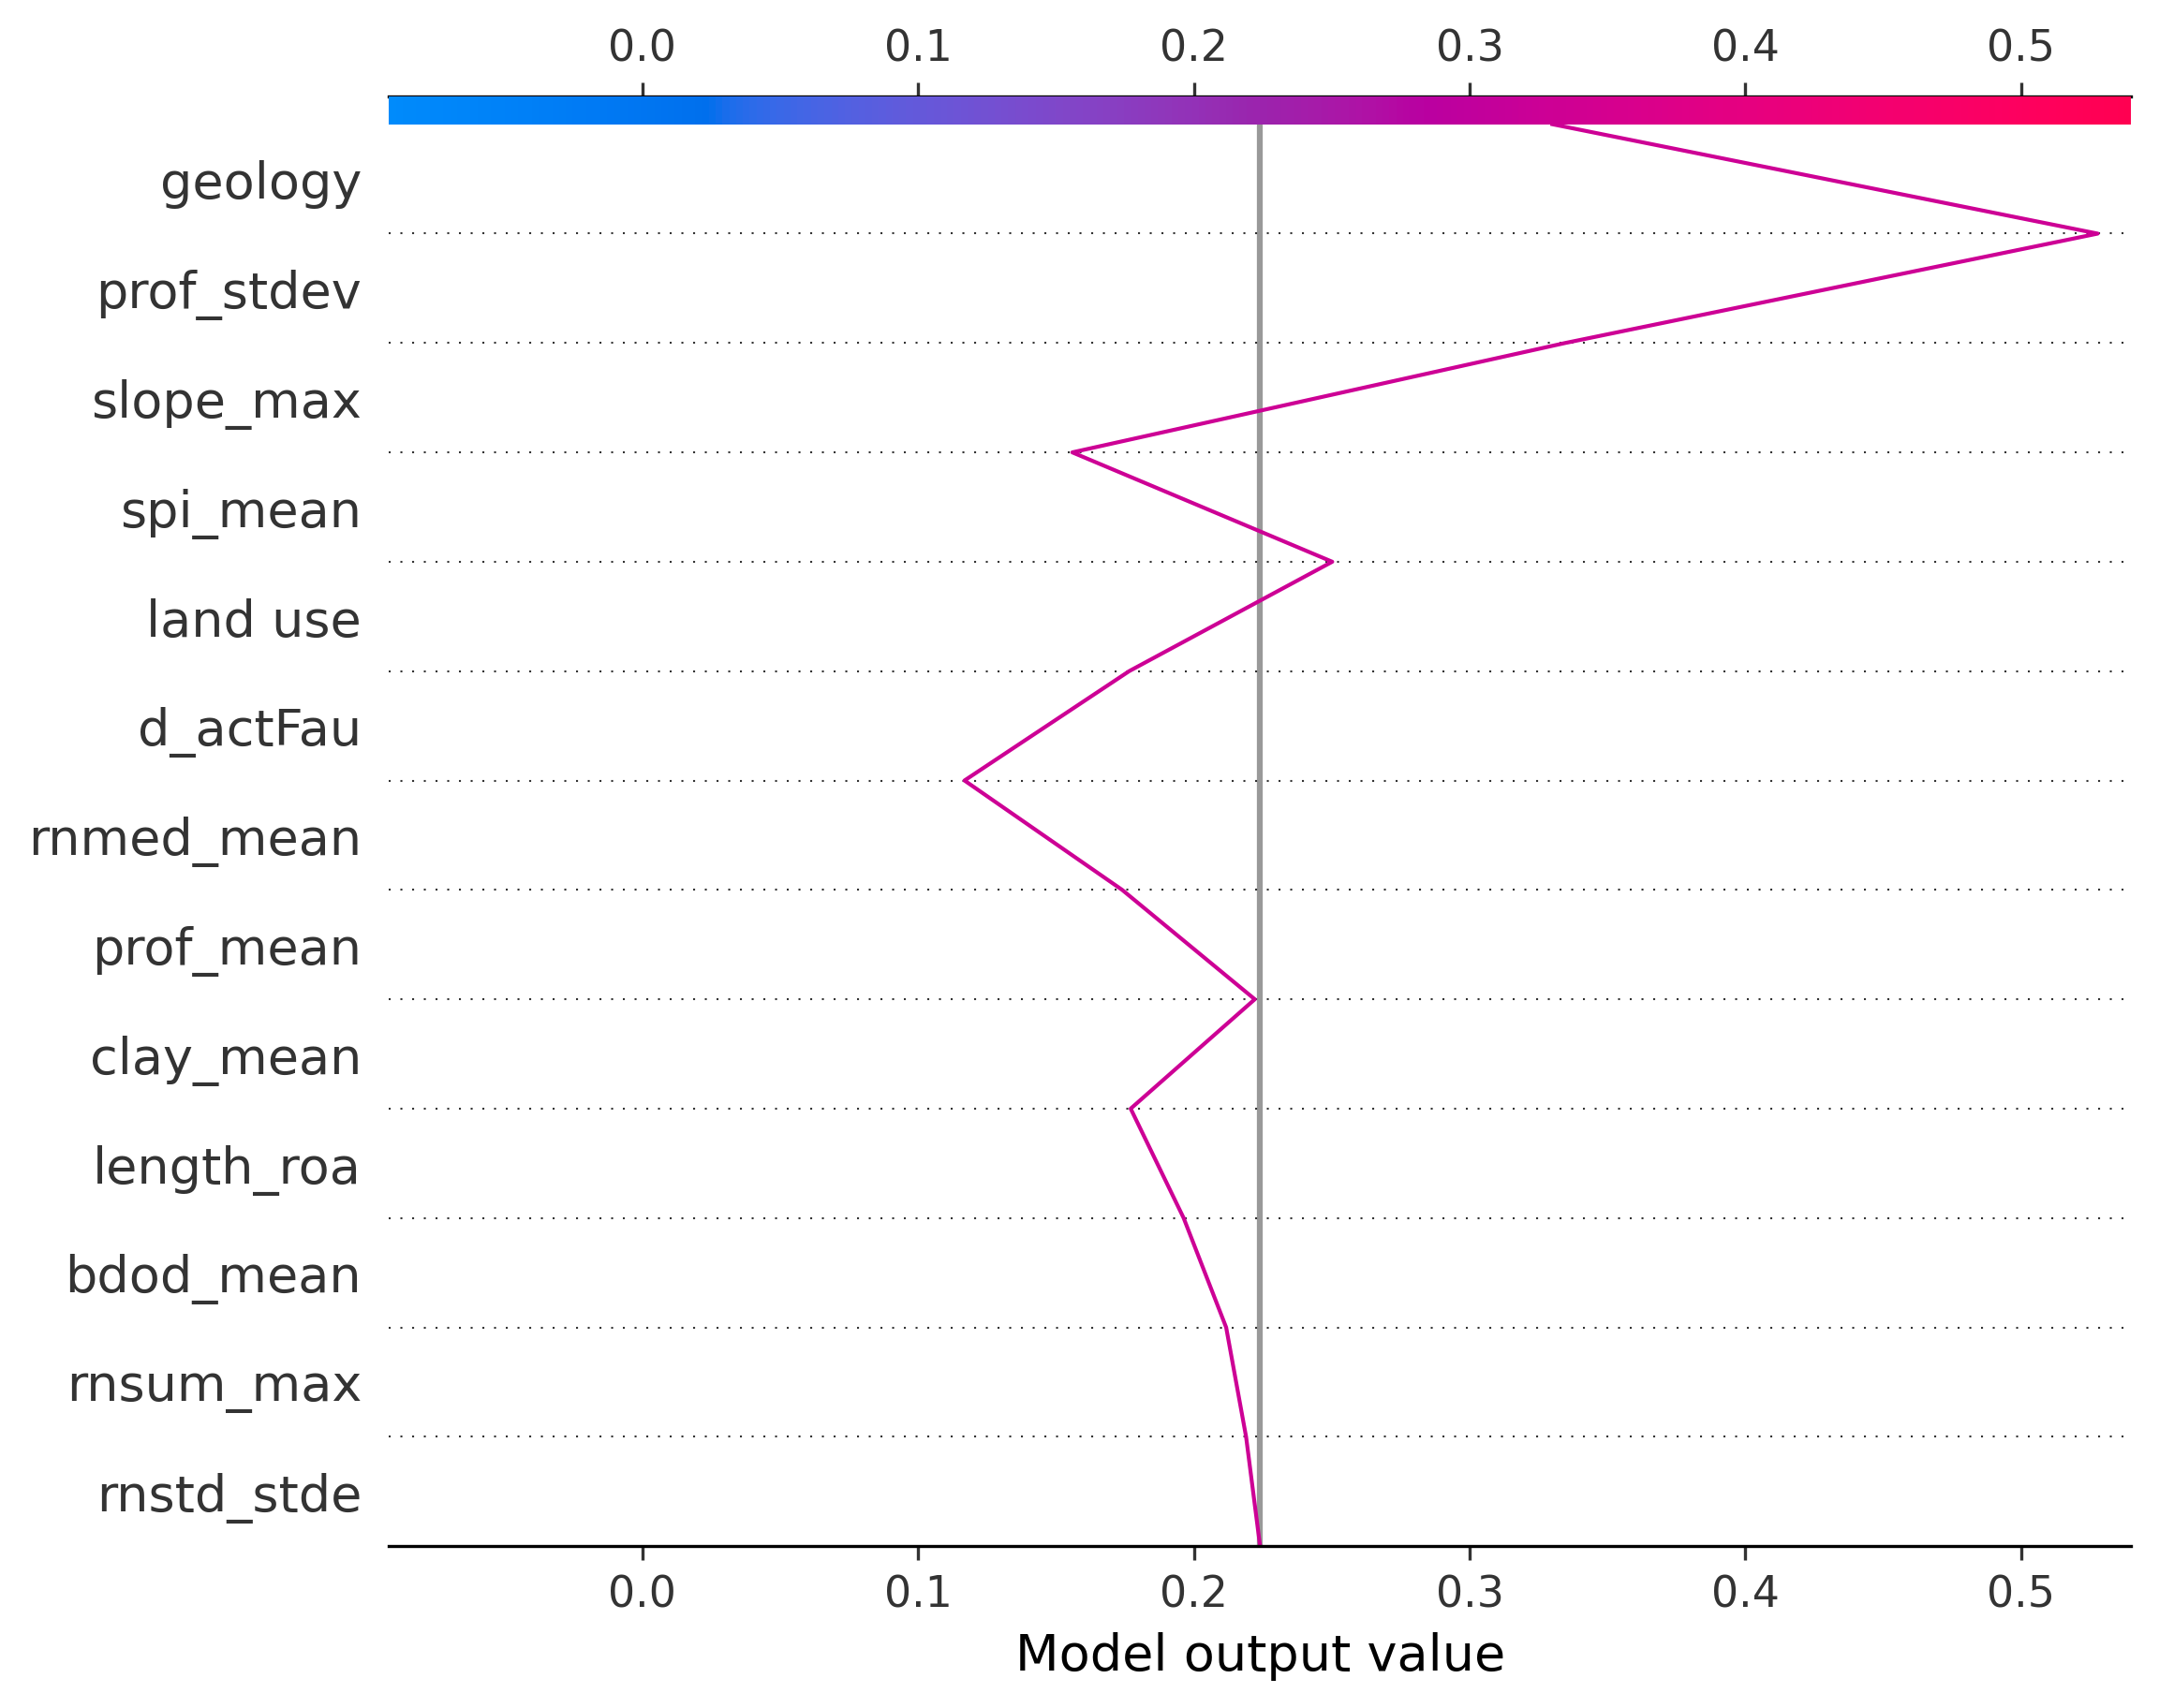 0.0 0.1 0.2 0.3 0.4 0.5
geology
prof_stdev
slope_max
spi_mean
land use
d_actFau
rnmed_mean
prof_mean
clay_mean
length_roa
bdod_mean
rnsum_max
rnstd_stde
0.0 0.1 0.2 0.3 0.4 0.5
Model output value